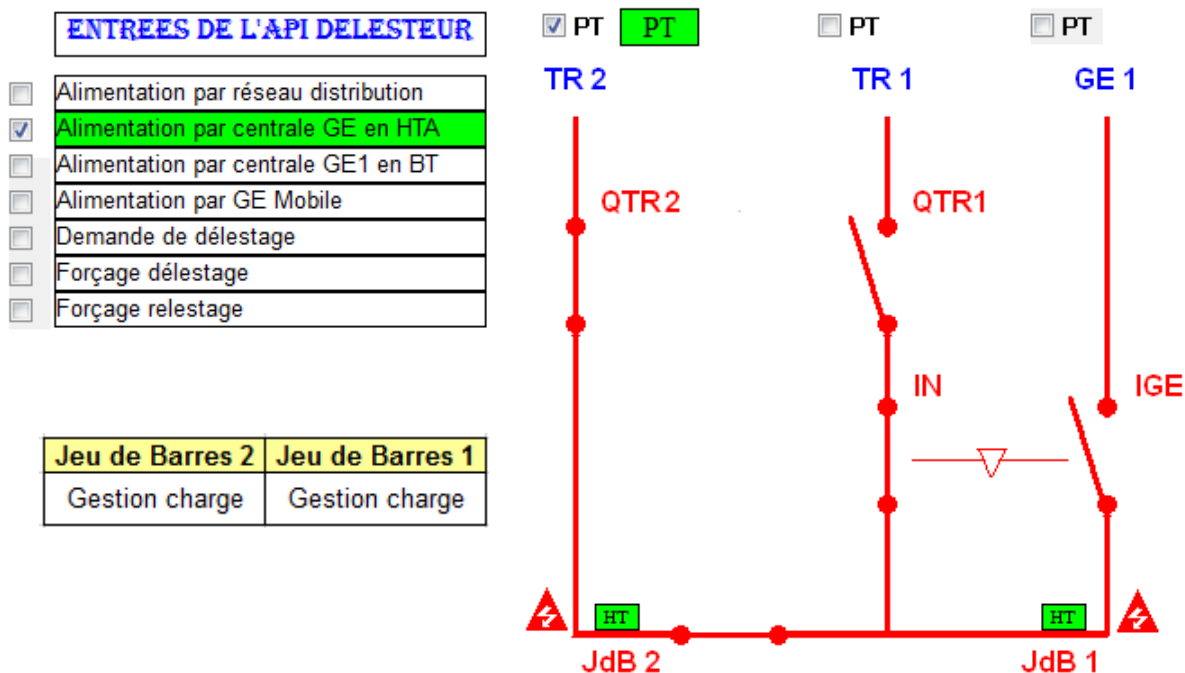 ENTREES DE L'API DELESTEUR
Alimentation par réseau distribution
Alimentation par centrale GE en HTA
Alimentation par centrale GE1 en BT
Alimentation par GE Mobile
Demande de délestage
Forçage délestage
Forçage relestage
Jeu de Barres 2 Jeu de Barres 1
Gestion charge Gestion charge
PT PT PT PT
TR 2 TR 1 GE 1
QTR2 QTR1
IN IGE
HT HT
JdB 2 JdB 1